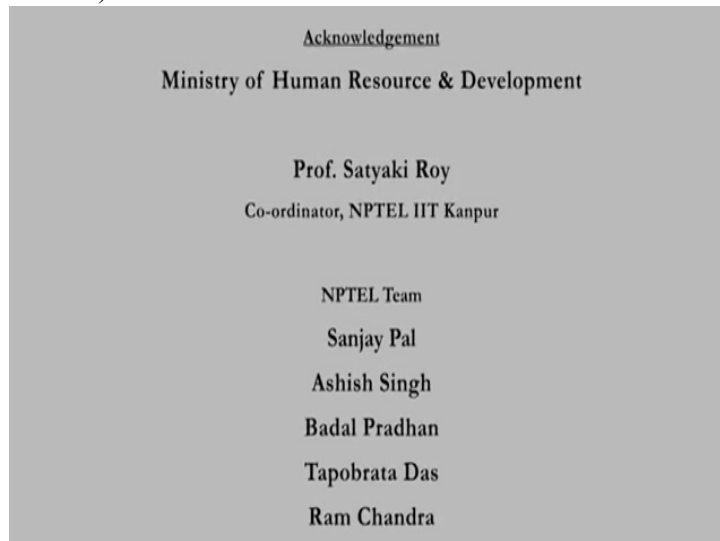 Acknowledgement
Ministry of Human Resource & Development
Prof. Satyaki Roy
Co-ordinator, NPTEL IIT Kanpur
NPTEL Team
Sanjay Pal
Ashish Singh
Badal Pradhan
Tapobrata Das
Ram Chandra